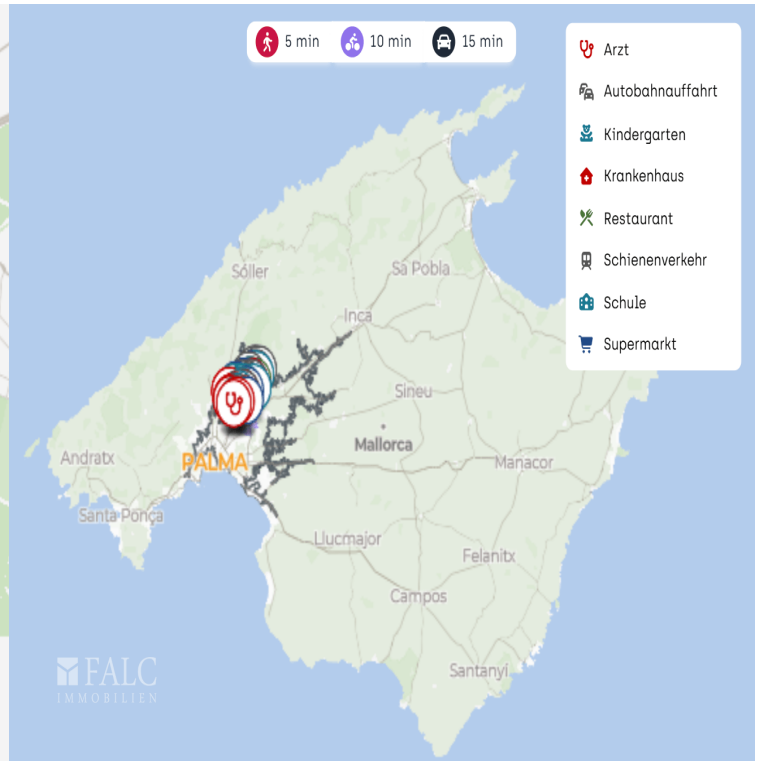 5 min
10 min
15 min
Arzt
Autobahnauffahrt
Kindergarten
Krankenhaus
Restaurant
Schienenverkehr
Schule
Supermarkt
Sóller
Sa Pobla
Inca
Sineu
Mallorca
Andratx
PALMA
Manacor
Santa Ponça
Llucmajor
Felanitx
Campos
Santanyí
FALC
IMMOBILIEN